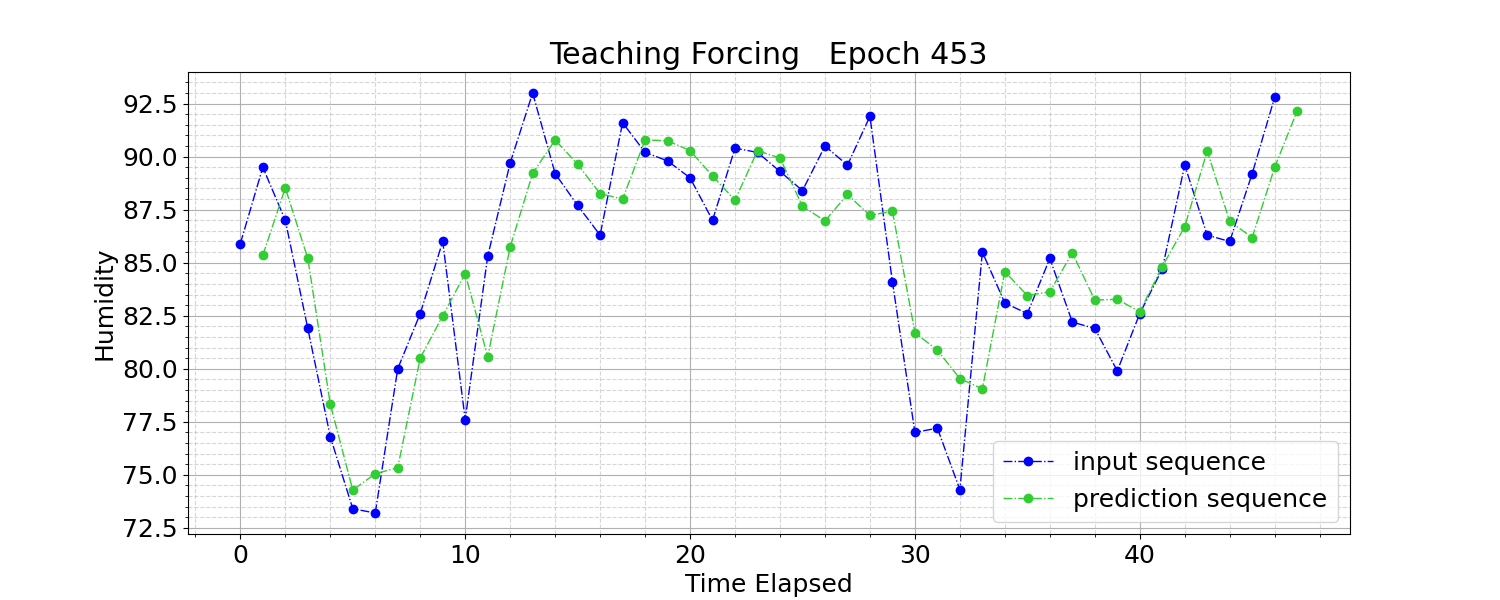 Teaching Forcing   Epoch 453
92.5
90.0
87.5
85.0
82.5
80.0
77.5
75.0
72.5
Humidity
input sequence
prediction sequence
0 10 20 30 40
Time Elapsed